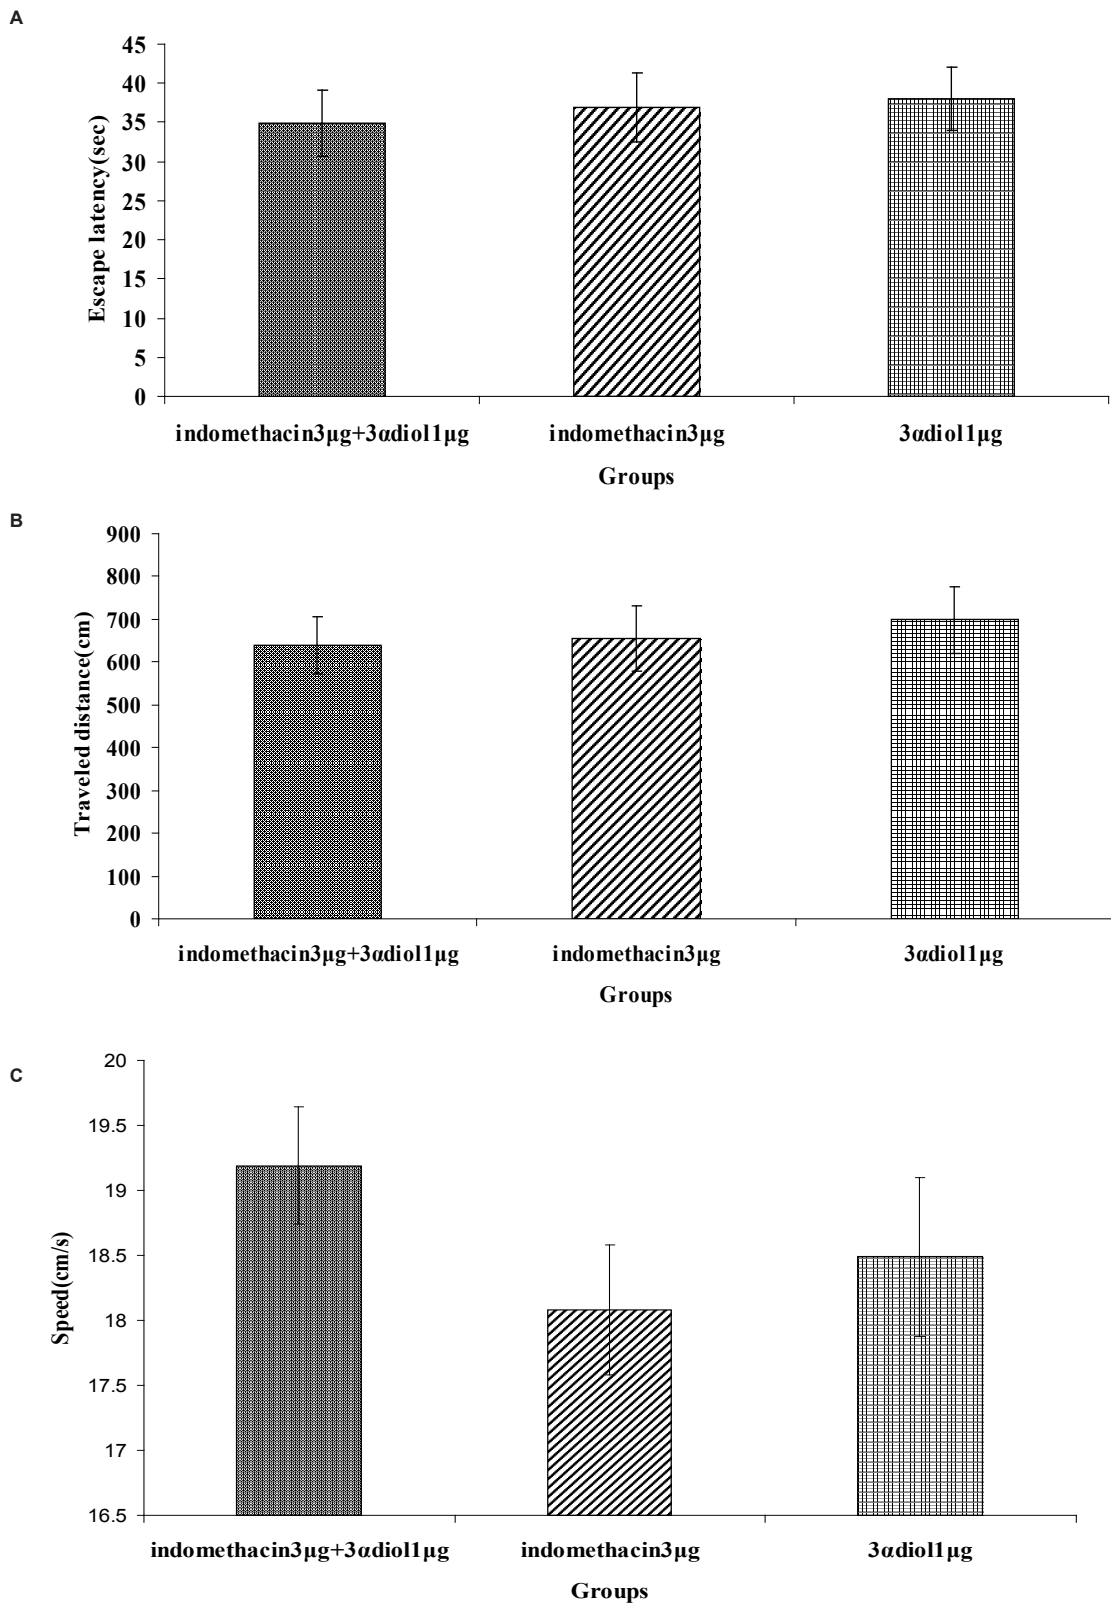 A
45
40
35
30
25
20
15
10
5
0
Escape latency(sec)
indomethacin3µg+3αdiol1µg indomethacin3µg 3αdiol1µg
Groups
B
900
800
700
600
500
400
300
200
100
0
Traveled distance(cm)
indomethacin3µg+3αdiol1µg indomethacin3µg 3αdiol1µg
Groups
C
20
19.5
19
18.5
18
17.5
17
16.5
Speed(cm/s)
indomethacin3µg+3αdiol1µg indomethacin3µg 3αdiol1µg
Groups